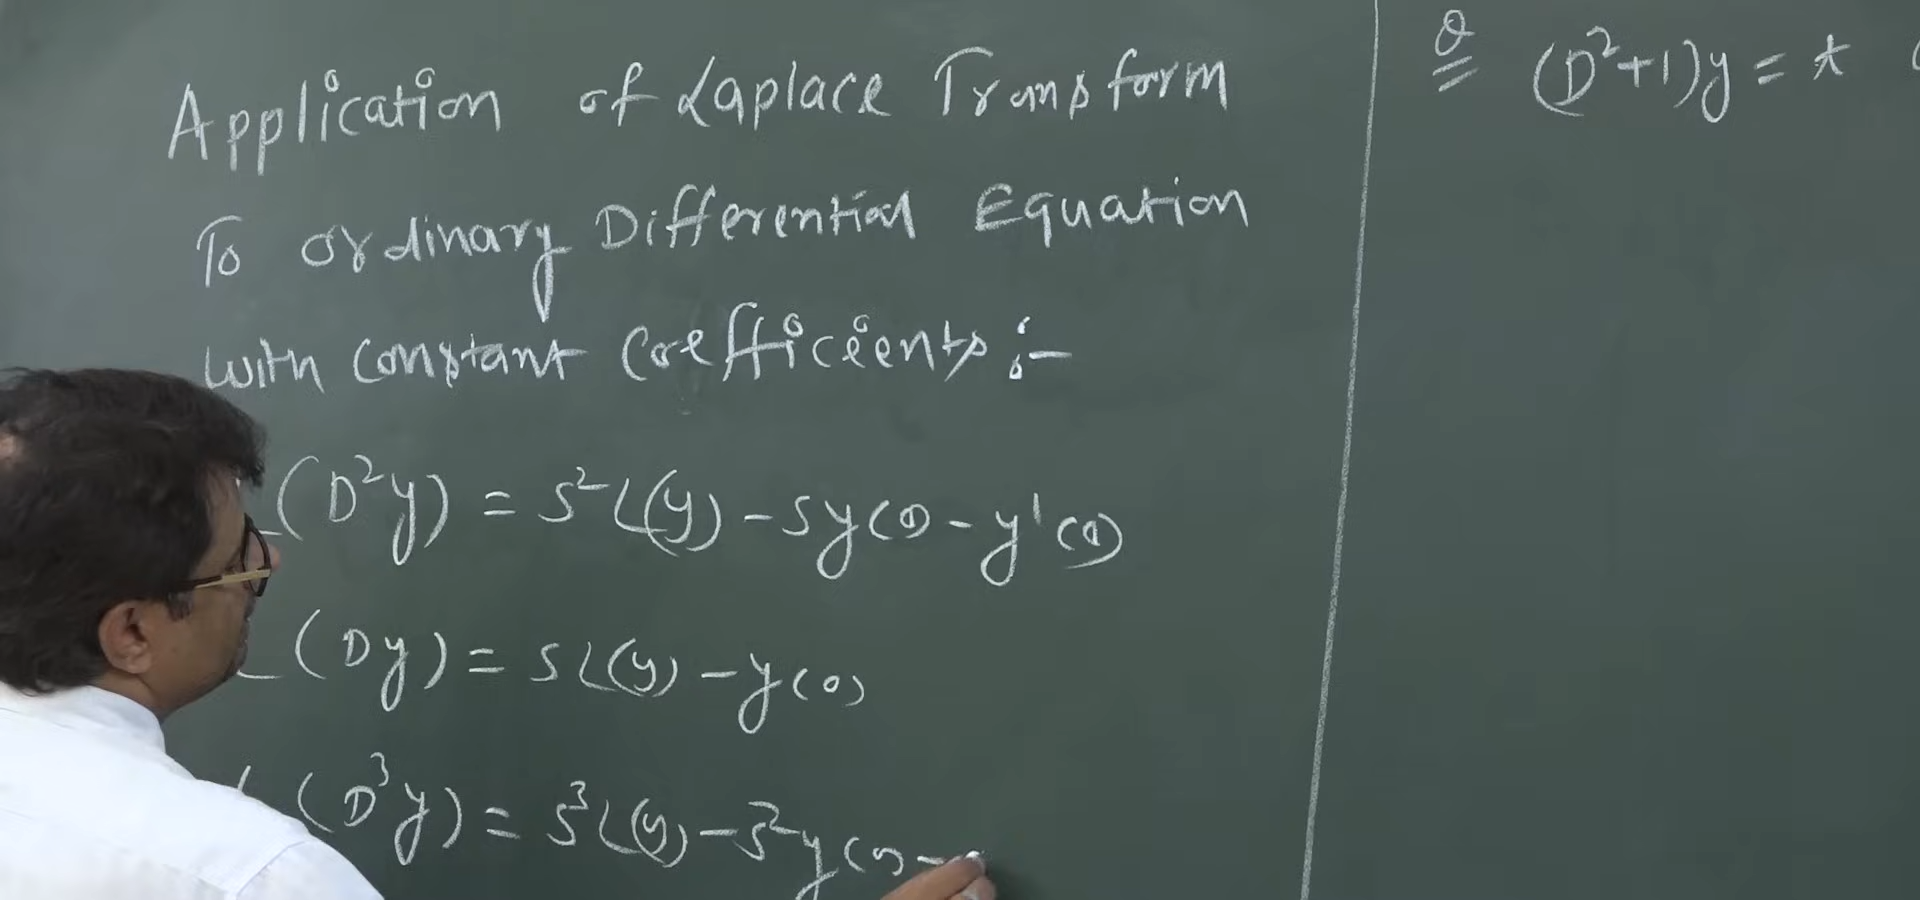 Application of Laplace Transform
To ordinary Differential Equation
with constant Coefficients :-
L(D²y) = S²L(y) - Sy(0) - y'(0)
L(Dy) = SL(y) - y(0)
L(D³y) = S³L(y) - S²y(0) -
Q (D²+1)y = t